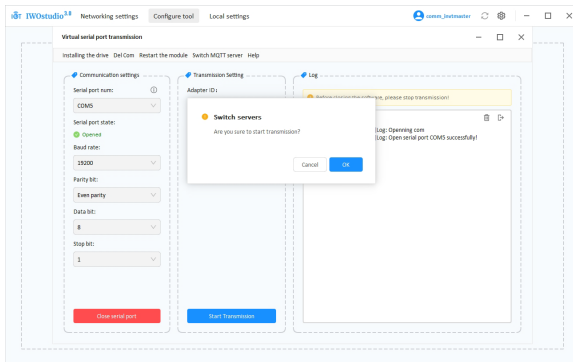 IOT IWOstudio 3.0 Networking settings Configure tool Local settings comm_testmaster
Virtual serial port transmission
Installing the drive Del Com Restart the module Switch MQTT server Help
Communication settings
Transmission Setting
Log
Serial port num:
Adapter ID:
COM5
Serial port state:
Opened
Baud rate:
19200
Parity bit:
Even parity
Data bit:
8
Stop bit:
1
Close serial port
Start Transmission
please stop transmission!
Log: Openning com
Log: Open serial port COM5 successfully!
Switch servers
Are you sure to start transmission?
Cancel
OK